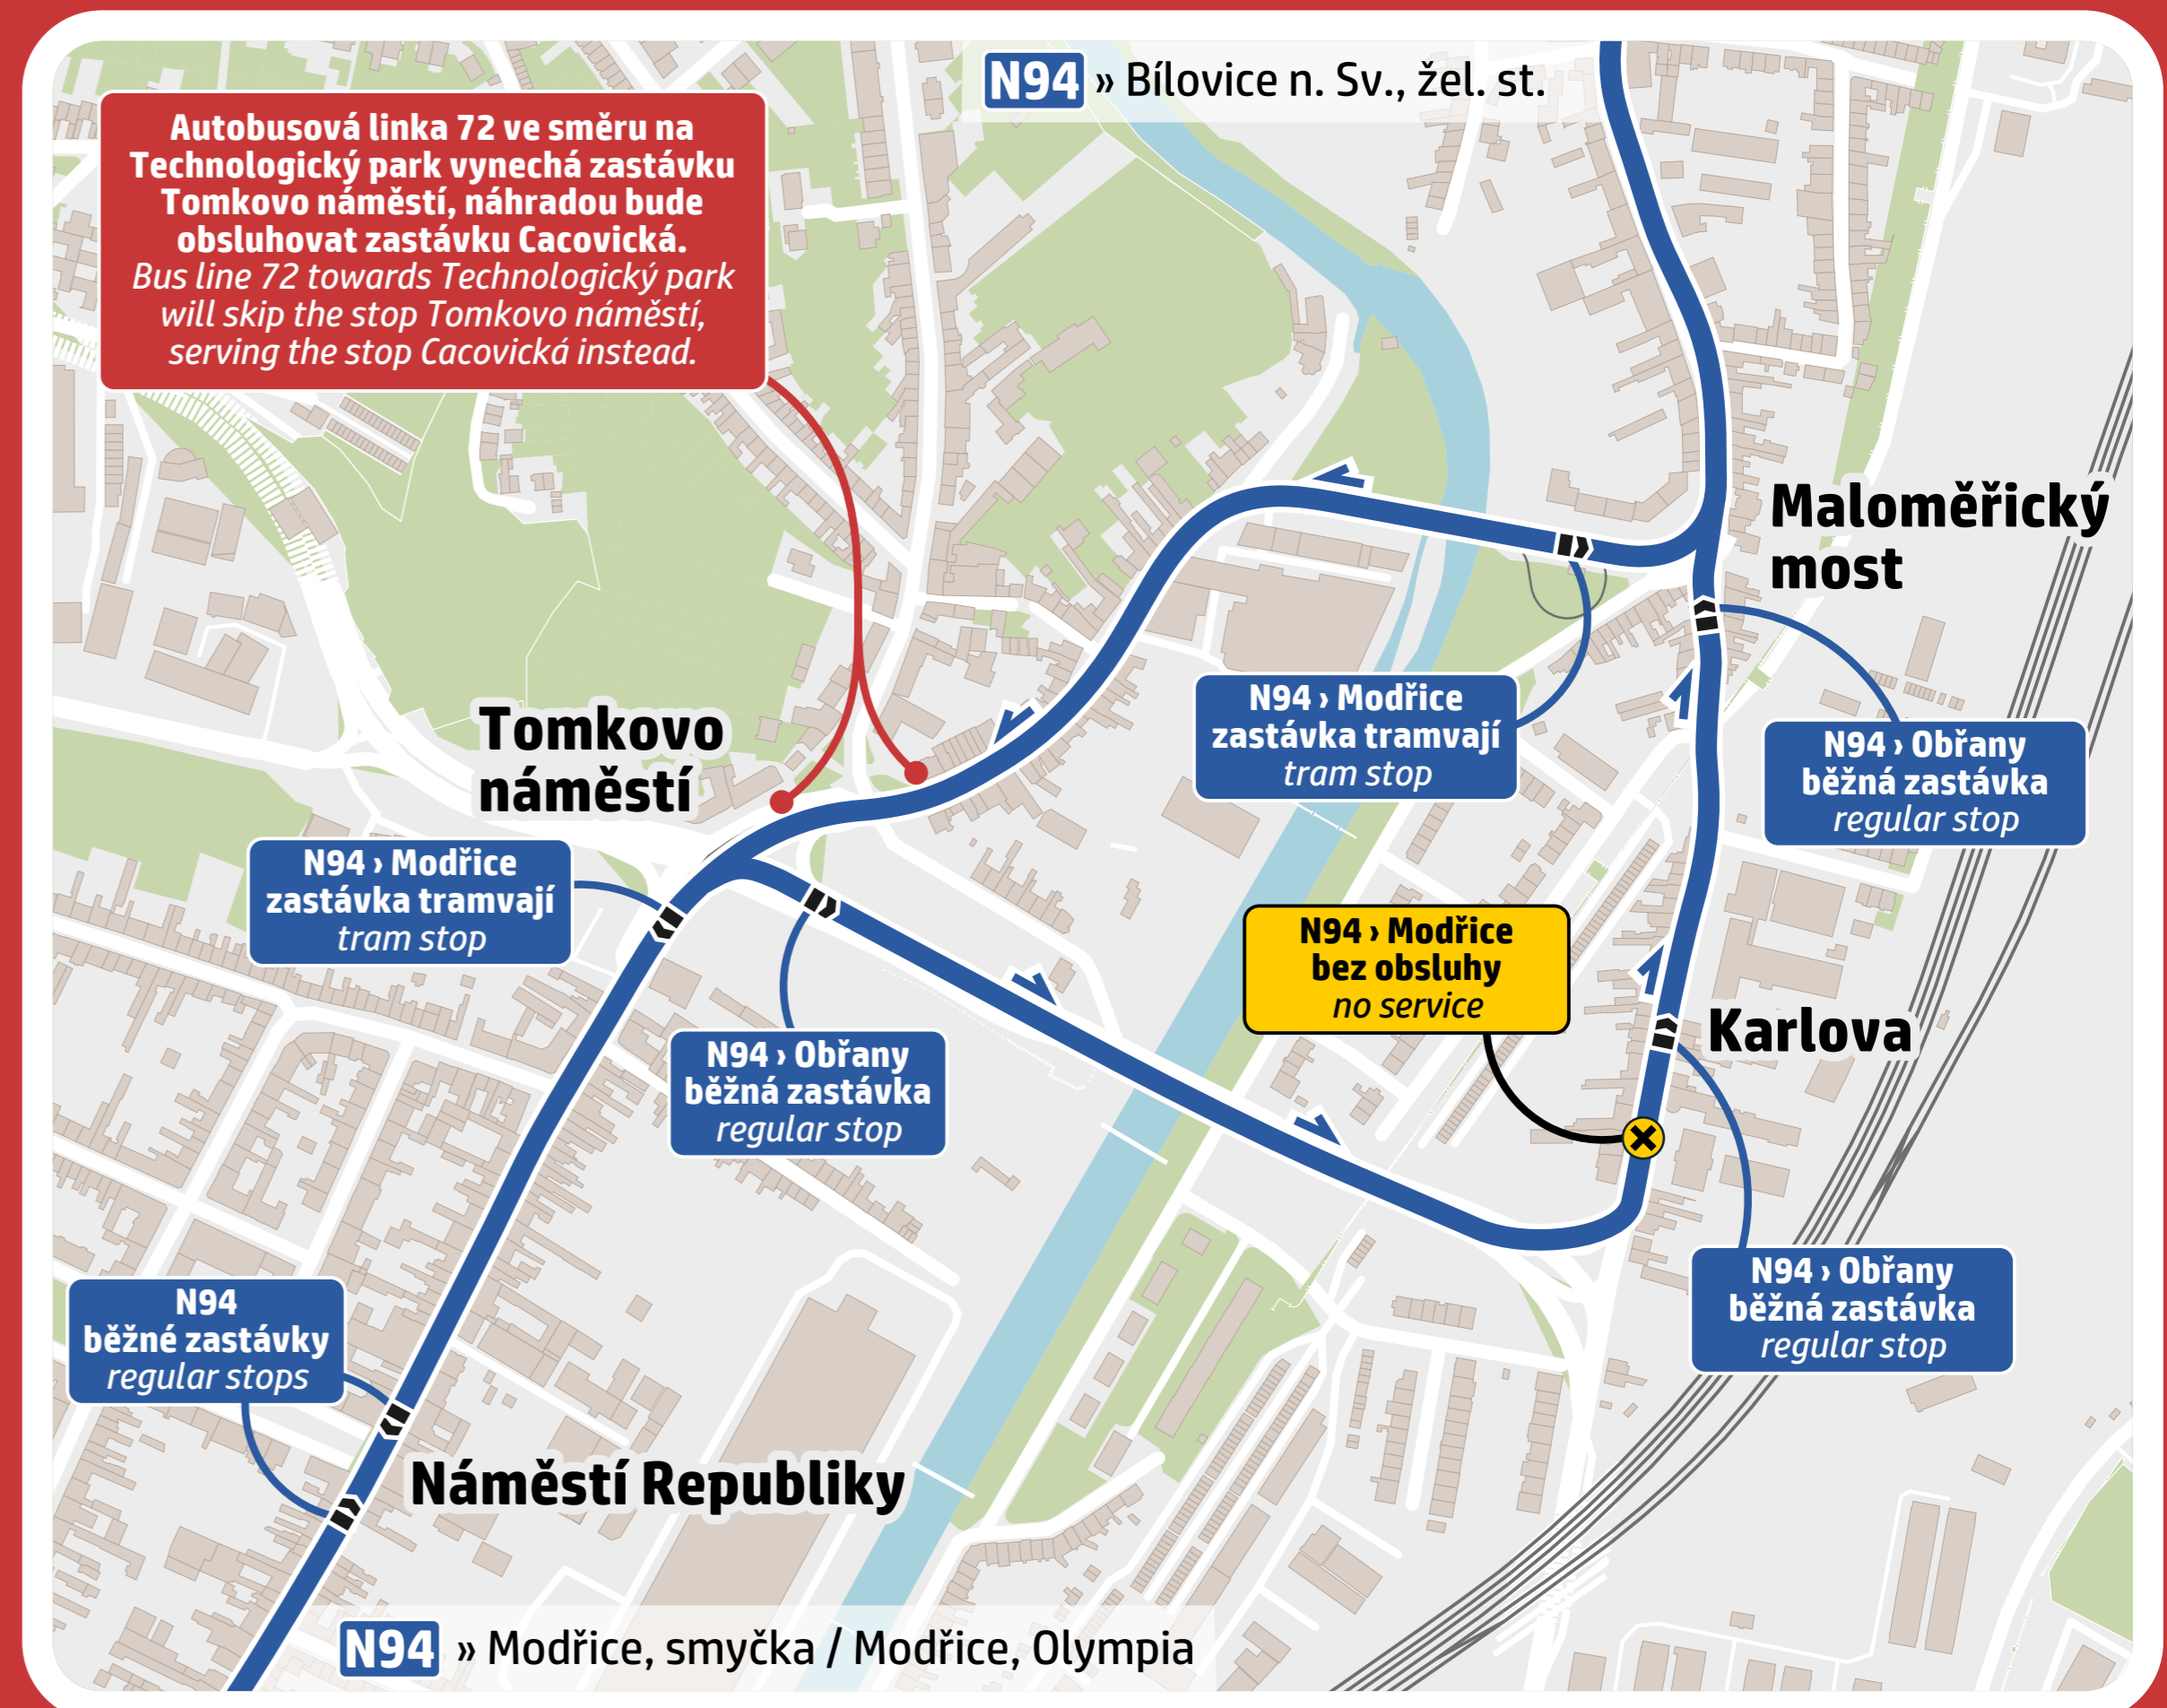 N94 » Bílovice n. Sv., žel. st.
Autobusová linka 72 ve směru na
Technologický park vynechá zastávku
Tomkovo náměstí, náhradou bude
obsluhovat zastávku Cacovická.
Bus line 72 towards Technologický park
will skip the stop Tomkovo náměstí,
serving the stop Cacovická instead.
Maloměřický
most
N94 › Modřice
zastávka tramvají
tram stop
N94 › Obřany
běžná zastávka
regular stop
Tomkovo
náměstí
N94 › Modřice
zastávka tramvají
tram stop
N94 › Modřice
bez obsluhy
no service
Karlova
N94 › Obřany
běžná zastávka
regular stop
N94 › Obřany
běžná zastávka
regular stop
N94
běžné zastávky
regular stops
Náměstí Republiky
N94 » Modřice, smyčka / Modřice, Olympia